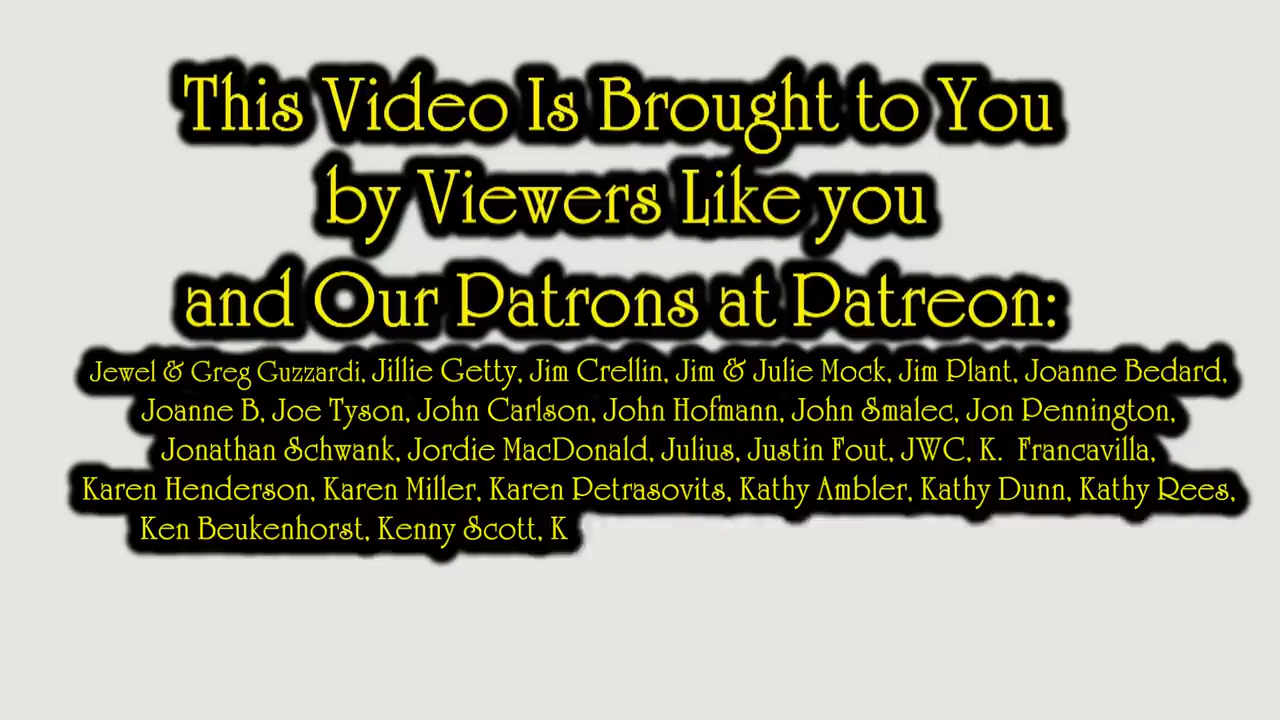 This Video Is Brought to You
by Viewers Like you
and Our Patrons at Patreon:
Jewel & Greg Guzzardi, Jillie Getty, Jim Crellin, Jim & Julie Mock, Jim Plant, Joanne Bedard,
Joanne B, Joe Tyson, John Carlson, John Hofmann, John Smalec, Jon Pennington,
Jonathan Schwank, Jordie MacDonald, Julius, Justin Fout, JWC, K. Francavilla,
Karen Henderson, Karen Miller, Karen Petrasovits, Kathy Ambler, Kathy Dunn, Kathy Rees,
Ken Beukenhorst, Kenny Scott, K